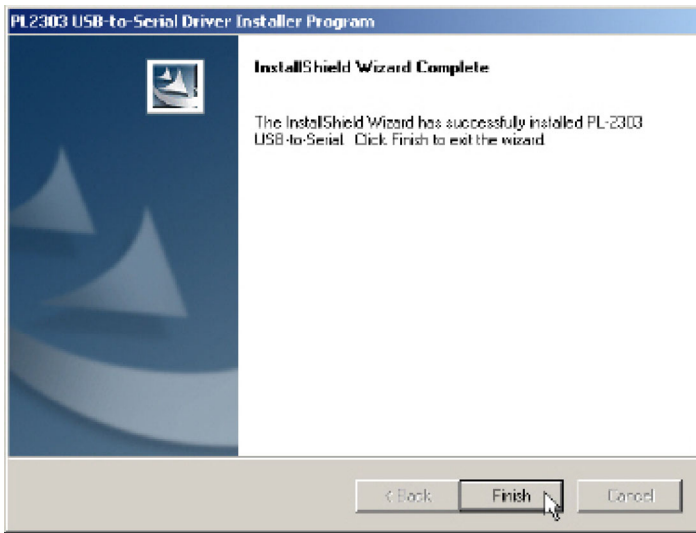 PL2303 USB-to-Serial Driver Installer Program
InstallShield Wizard Complete
The InstallShield Wizard has successfully installed PL-2303
USB-to-Serial. Click Finish to exit the wizard.
< Back
Finish
Cancel